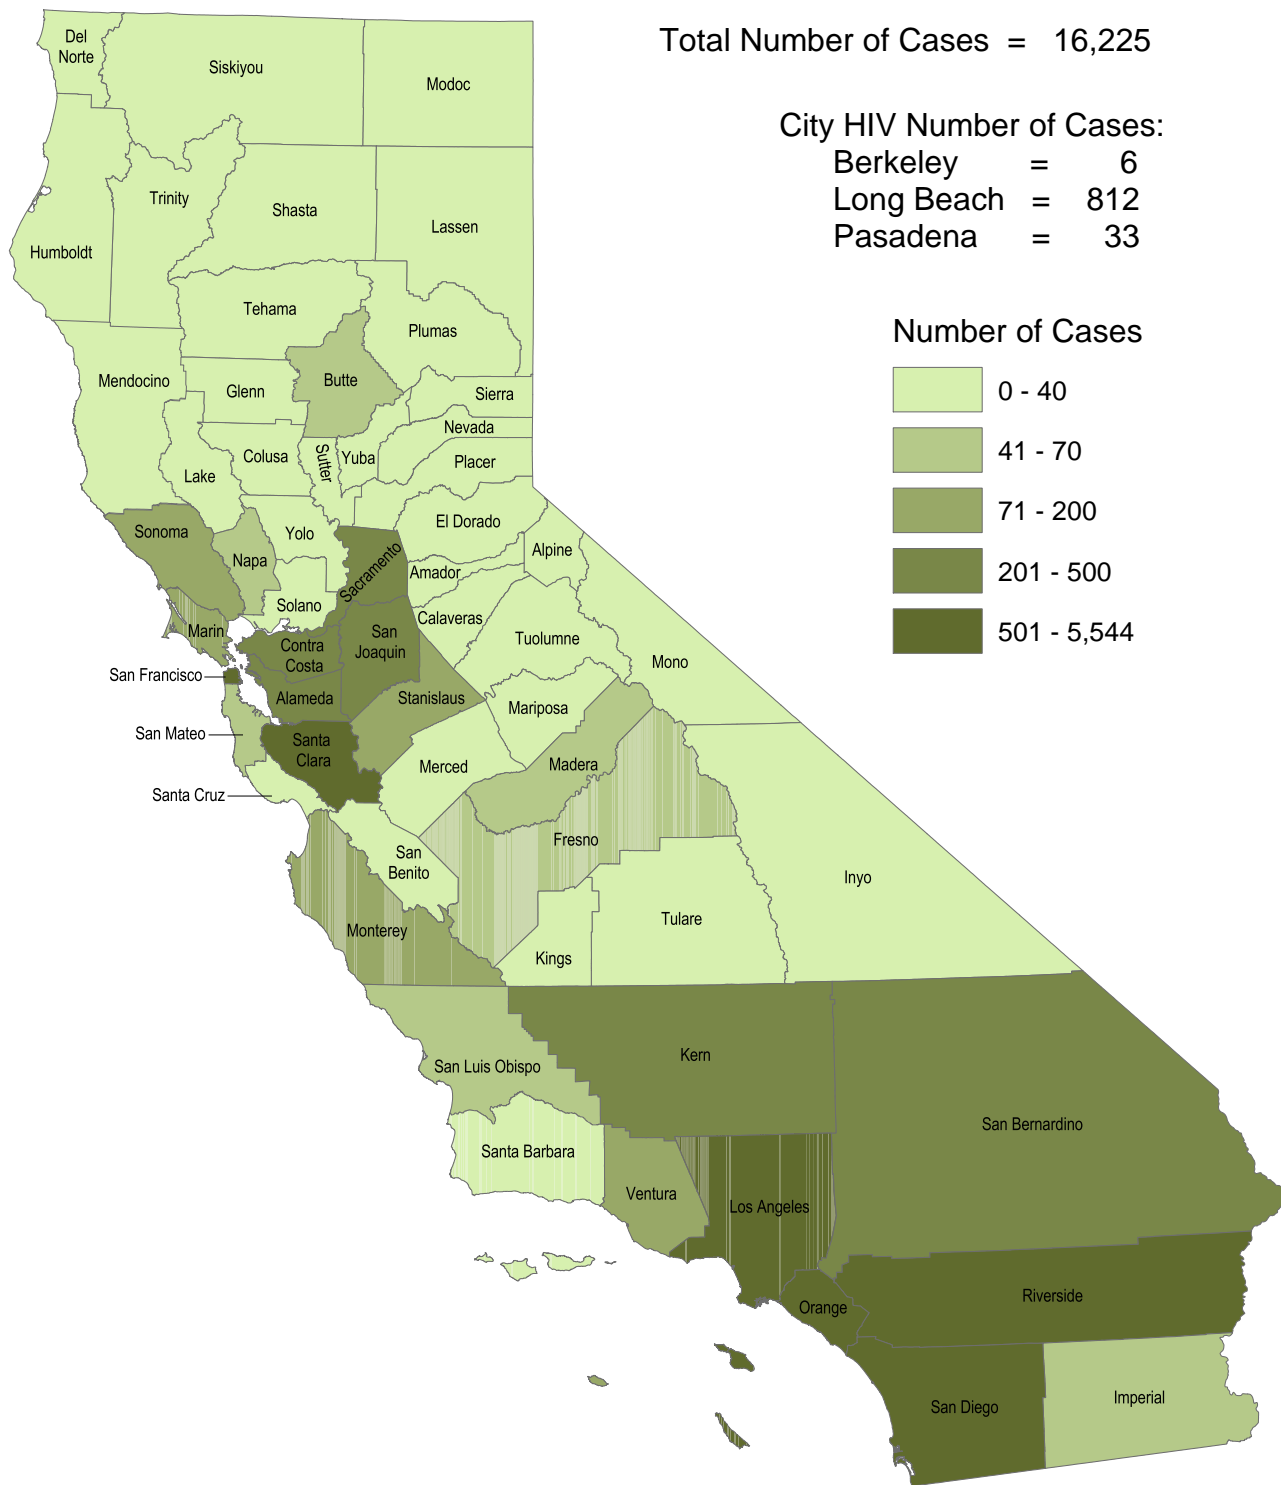 Total Number of Cases = 16,225
City HIV Number of Cases:
Berkeley = 6
Long Beach = 812
Pasadena = 33
Number of Cases
0 - 40
41 - 70
71 - 200
201 - 500
501 - 5,544
Del
Norte
Siskiyou
Modoc
Trinity
Shasta
Lassen
Humboldt
Tehama
Plumas
Mendocino
Glenn
Butte
Sierra
Nevada
Colusa
Sutter
Yuba
Placer
Lake
El Dorado
Sonoma
Yolo
Napa
Sacramento
Alpine
Amador
Solano
Calaveras
Marin
San
Joaquin
Tuolumne
Contra
Costa
Mono
San Francisco
Alameda
Stanislaus
Mariposa
San Mateo
Santa
Clara
Merced
Madera
Santa Cruz
Fresno
San
Benito
Inyo
Tulare
Monterey
Kings
Kern
San Luis Obispo
San Bernardino
Santa Barbara
Ventura
Los Angeles
Orange
Riverside
San Diego
Imperial